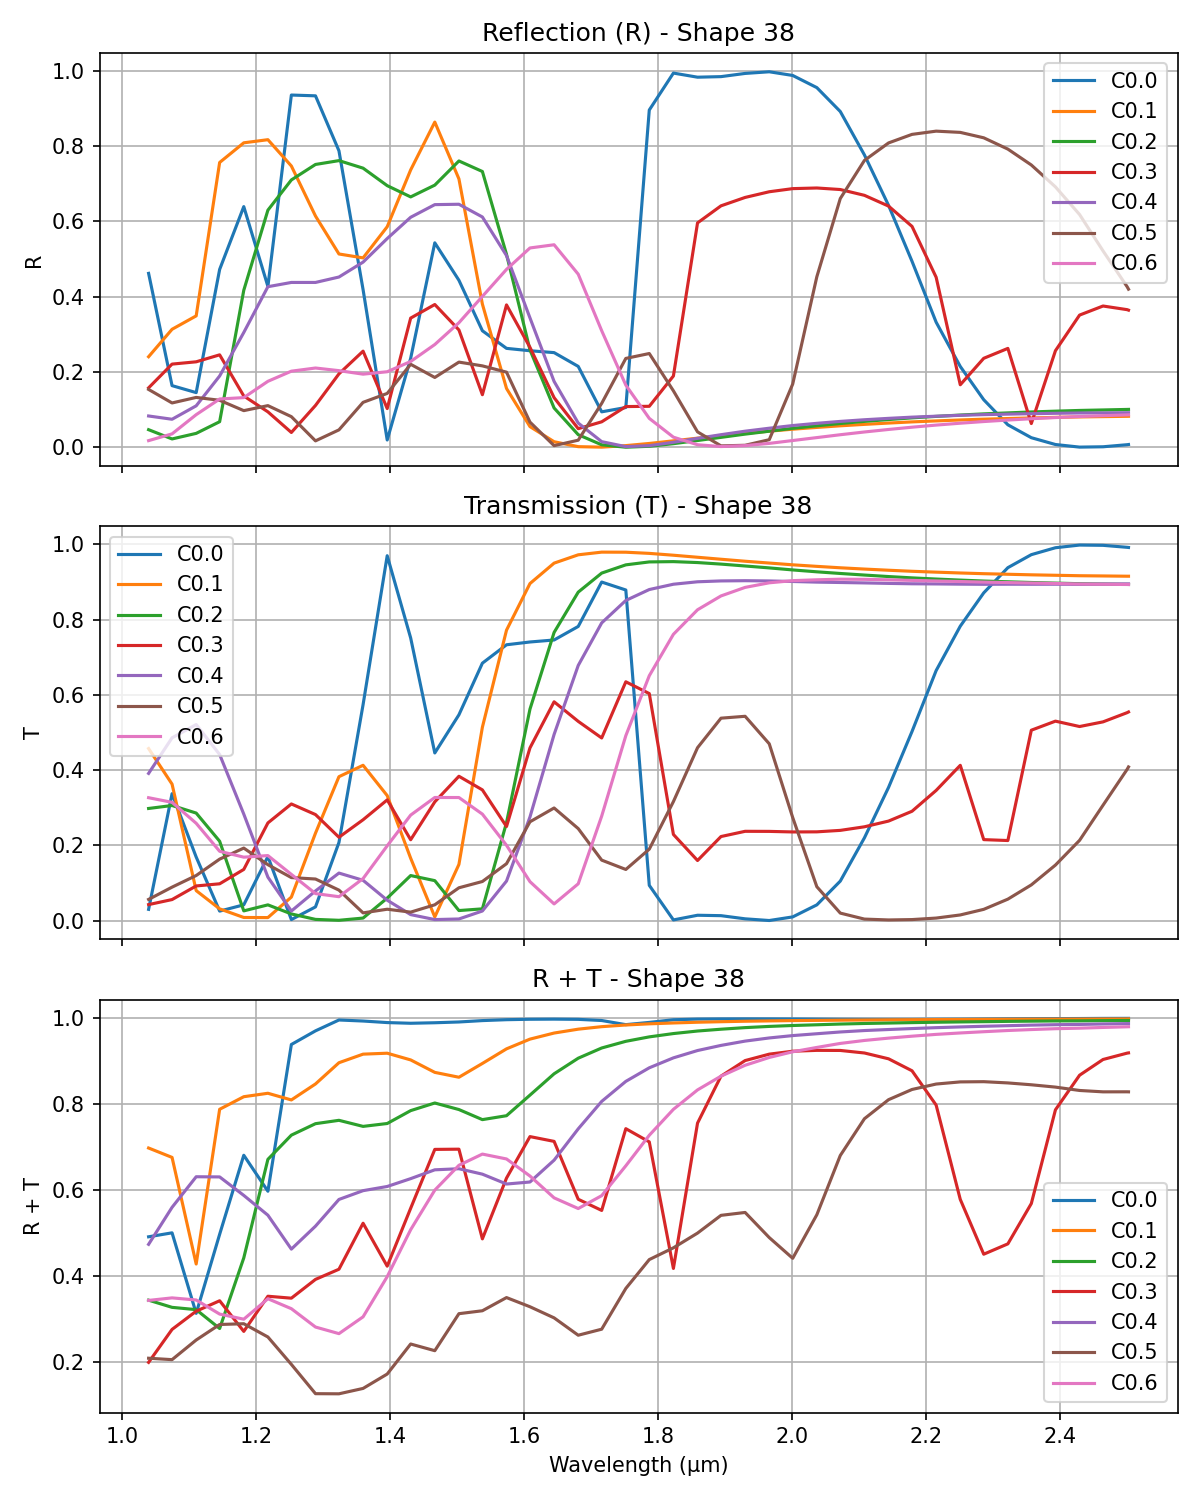 Reflection (R) - Shape 38
1.0
0.8
0.6
0.4
0.2
0.0
R
C0.0
C0.1
C0.2
C0.3
C0.4
C0.5
C0.6
Transmission (T) - Shape 38
1.0
0.8
0.6
0.4
0.2
0.0
T
C0.0
C0.1
C0.2
C0.3
C0.4
C0.5
C0.6
R + T - Shape 38
1.0
0.8
0.6
0.4
0.2
R + T
C0.0
C0.1
C0.2
C0.3
C0.4
C0.5
C0.6
1.0 1.2 1.4 1.6 1.8 2.0 2.2 2.4
Wavelength (µm)